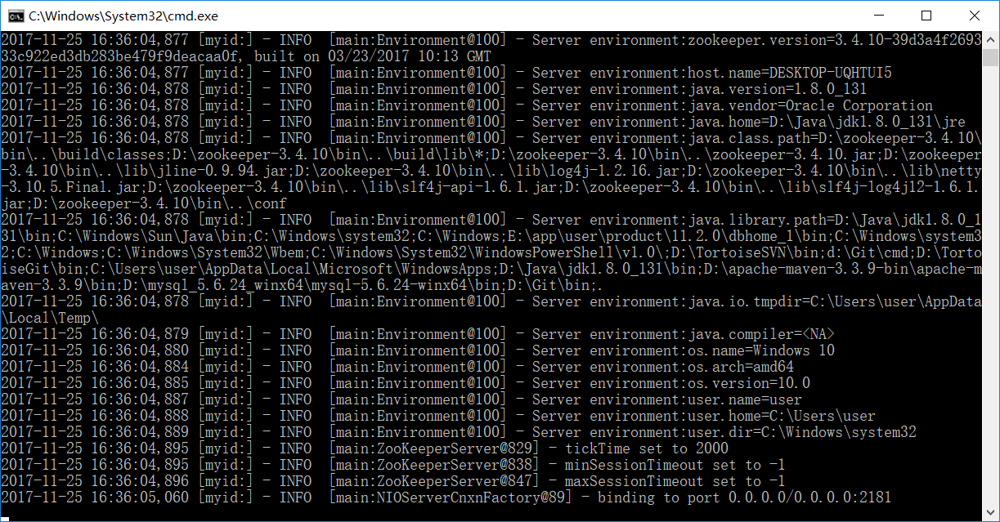 C:\Windows\System32\cmd.exe
2017-11-25 16:36:04,877 [myid:] - INFO  [main:Environment@100] - Server environment:zookeeper.version=3.4.10-39d3a4f2693
33c922ed3db283be479f9deacaa0f, built on 03/23/2017 10:13 GMT
2017-11-25 16:36:04,877 [myid:] - INFO  [main:Environment@100] - Server environment:host.name=DESKTOP-UQHTUI5
2017-11-25 16:36:04,878 [myid:] - INFO  [main:Environment@100] - Server environment:java.version=1.8.0_131
2017-11-25 16:36:04,878 [myid:] - INFO  [main:Environment@100] - Server environment:java.vendor=Oracle Corporation
2017-11-25 16:36:04,878 [myid:] - INFO  [main:Environment@100] - Server environment:java.home=D:\Java\jdk1.8.0_131\jre
2017-11-25 16:36:04,878 [myid:] - INFO  [main:Environment@100] - Server environment:java.class.path=D:\zookeeper-3.4.10\
bin\..\build\classes;D:\zookeeper-3.4.10\bin\..\build\lib\*;D:\zookeeper-3.4.10\bin\..\zookeeper-3.4.10.jar;D:\zookeeper
-3.4.10\bin\..\lib\jline-0.9.94.jar;D:\zookeeper-3.4.10\bin\..\lib\log4j-1.2.16.jar;D:\zookeeper-3.4.10\bin\..\lib\netty
-3.10.5.Final.jar;D:\zookeeper-3.4.10\bin\..\lib\slf4j-api-1.6.1.jar;D:\zookeeper-3.4.10\bin\..\lib\slf4j-log4j12-1.6.1.
jar;D:\zookeeper-3.4.10\bin\..\conf
2017-11-25 16:36:04,878 [myid:] - INFO  [main:Environment@100] - Server environment:java.library.path=D:\Java\jdk1.8.0_1
31\bin;C:\Windows\Sun\Java\bin;C:\Windows\system32;C:\Windows;E:\app\user\product\11.2.0\dbhome_1\bin;C:\Windows\system3
2;C:\Windows;C:\Windows\System32\Wbem;C:\Windows\System32\WindowsPowerShell\v1.0\;D:\TortoiseSVN\bin;d:\Git\cmd;D:\Torto
iseGit\bin;C:\Users\user\AppData\Local\Microsoft\WindowsApps;D:\Java\jdk1.8.0_131\bin;D:\apache-maven-3.3.9-bin\apache-m
aven-3.3.9\bin;D:\mysql_5.6.24_winx64\mysql-5.6.24-winx64\bin;D:\Git\bin;.
2017-11-25 16:36:04,878 [myid:] - INFO  [main:Environment@100] - Server environment:java.io.tmpdir=C:\Users\user\AppData
\Local\Temp\
2017-11-25 16:36:04,879 [myid:] - INFO  [main:Environment@100] - Server environment:java.compiler=<NA>
2017-11-25 16:36:04,880 [myid:] - INFO  [main:Environment@100] - Server environment:os.name=Windows 10
2017-11-25 16:36:04,884 [myid:] - INFO  [main:Environment@100] - Server environment:os.arch=amd64
2017-11-25 16:36:04,885 [myid:] - INFO  [main:Environment@100] - Server environment:os.version=10.0
2017-11-25 16:36:04,887 [myid:] - INFO  [main:Environment@100] - Server environment:user.name=user
2017-11-25 16:36:04,888 [myid:] - INFO  [main:Environment@100] - Server environment:user.home=C:\Users\user
2017-11-25 16:36:04,889 [myid:] - INFO  [main:Environment@100] - Server environment:user.dir=C:\Windows\system32
2017-11-25 16:36:04,895 [myid:] - INFO  [main:ZooKeeperServer@829] - tickTime set to 2000
2017-11-25 16:36:04,895 [myid:] - INFO  [main:ZooKeeperServer@838] - minSessionTimeout set to -1
2017-11-25 16:36:04,896 [myid:] - INFO  [main:ZooKeeperServer@847] - maxSessionTimeout set to -1
2017-11-25 16:36:05,060 [myid:] - INFO  [main:NIOServerCnxnFactory@89] - binding to port 0.0.0.0/0.0.0.0:2181